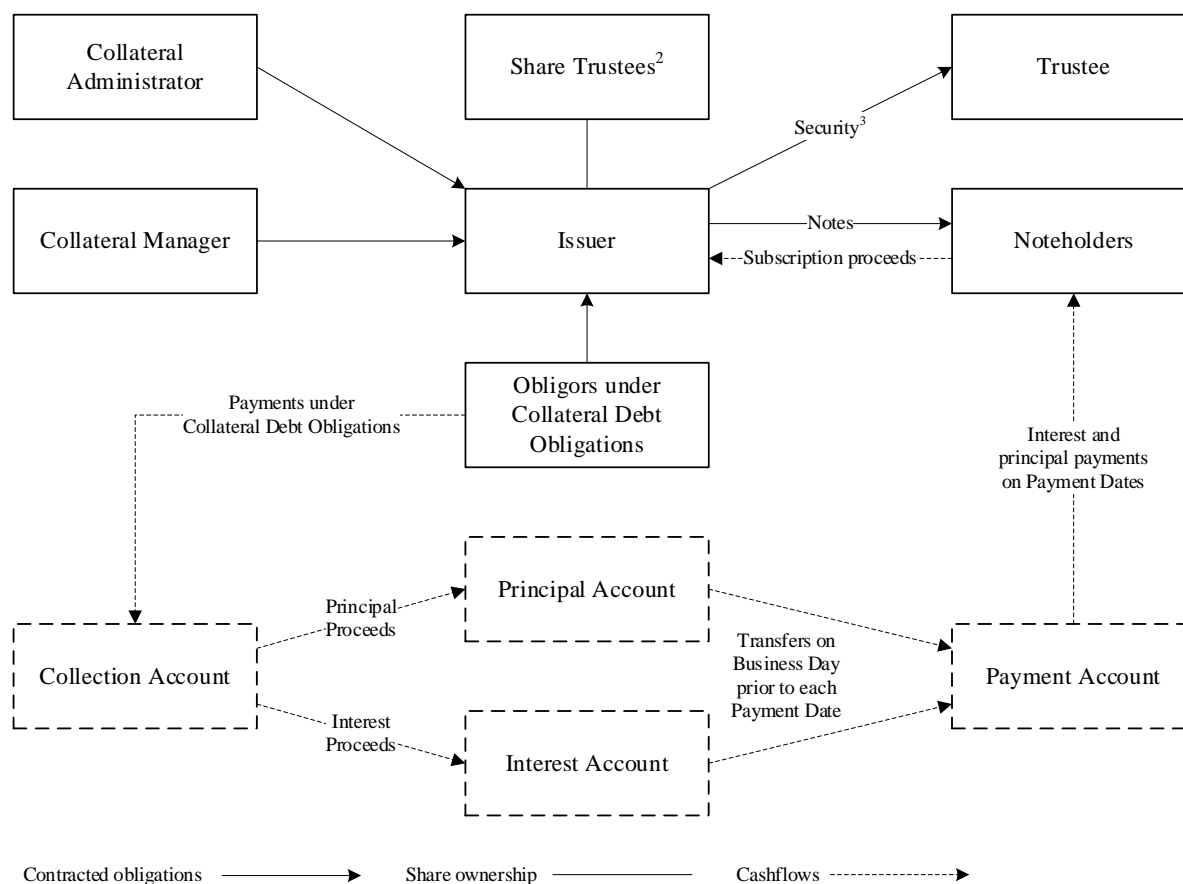 Collateral
Administrator
Share Trustees²
Trustee
Security³
Collateral Manager
Issuer
Notes
Subscription proceeds
Noteholders
Payments under
Collateral Debt Obligations
Obligors under
Collateral Debt
Obligations
Interest and
principal payments
on Payment Dates
Collection Account
Principal
Proceeds
Principal Account
Interest
Proceeds
Interest Account
Transfers on
Business Day
prior to each
Payment Date
Payment Account
Contracted obligations
Share ownership
Cashflows